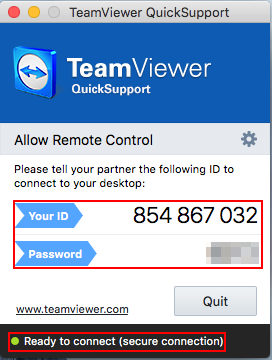 TeamViewer QuickSupport
TeamViewer
QuickSupport
Allow Remote Control
Please tell your partner the following ID to
connect to your desktop:
Your ID 854 867 032
Password
www.teamviewer.com
Quit
Ready to connect (secure connection)